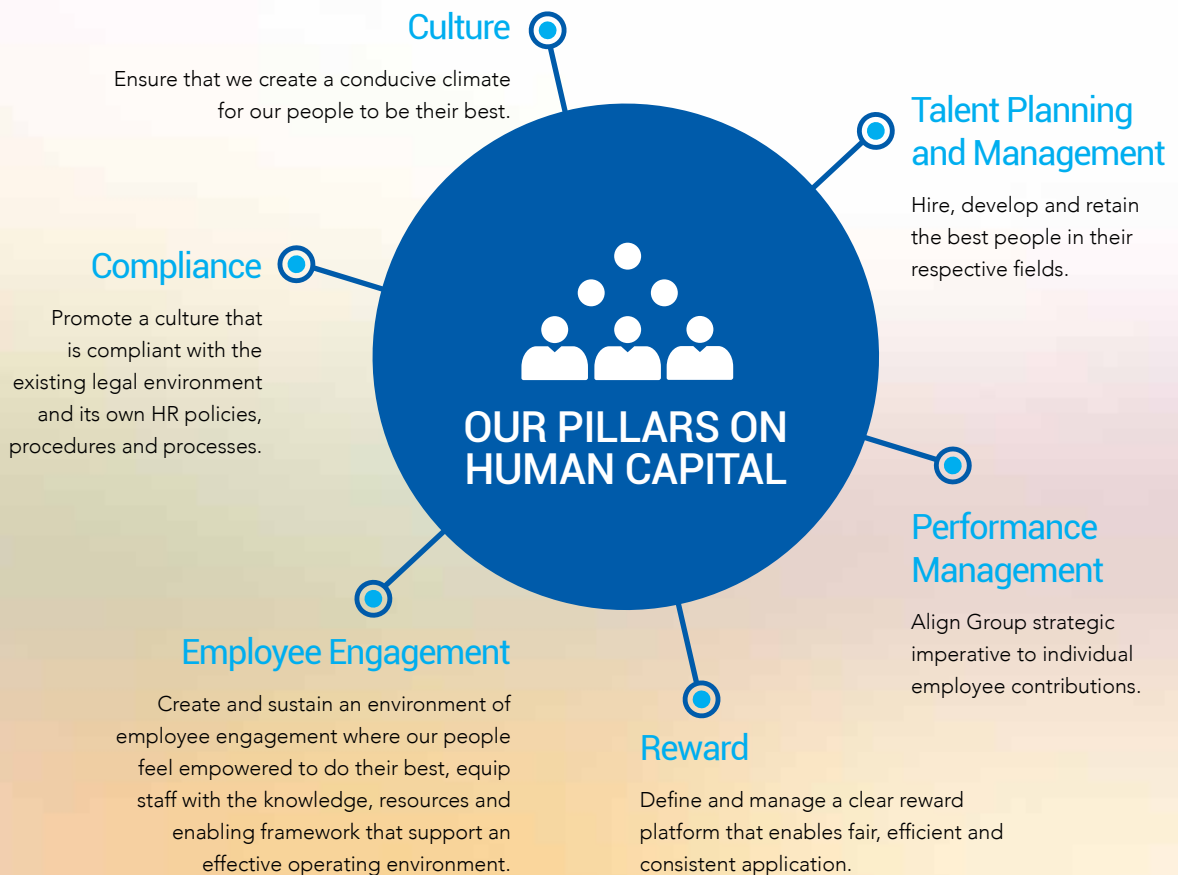 Culture
Ensure that we create a conducive climate
for our people to be their best.
Talent Planning
and Management
Hire, develop and retain
the best people in their
respective fields.
Compliance
Promote a culture that
is compliant with the
existing legal environment
and its own HR policies,
procedures and processes.
OUR PILLARS ON
HUMAN CAPITAL
Performance
Management
Align Group strategic
imperative to individual
employee contributions.
Employee Engagement
Create and sustain an environment of
employee engagement where our people
feel empowered to do their best, equip
staff with the knowledge, resources and
enabling framework that support an
effective operating environment.
Reward
Define and manage a clear reward
platform that enables fair, efficient and
consistent application.